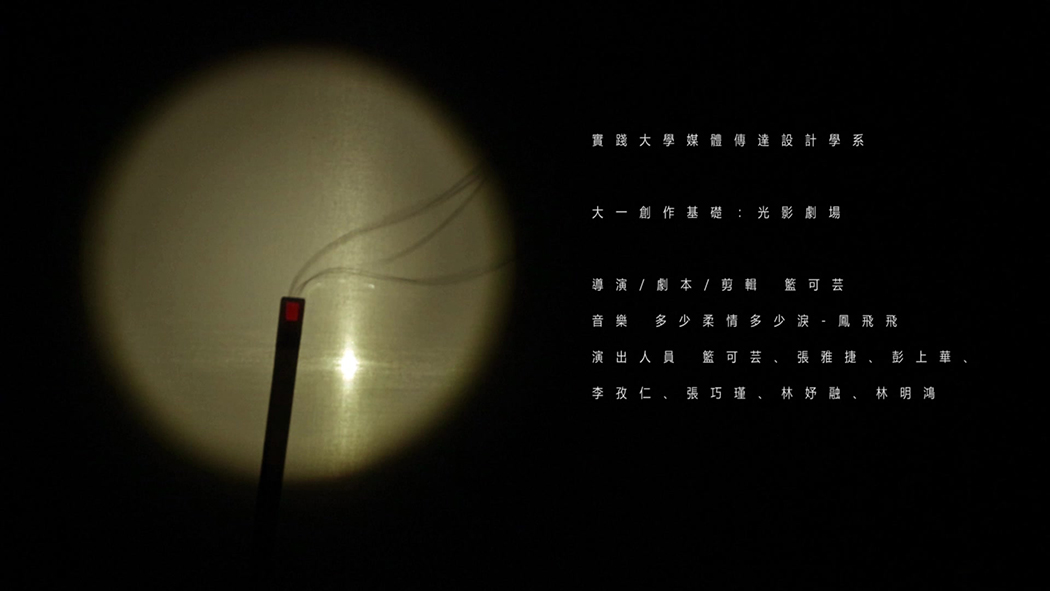 實踐大學媒體傳達設計學系
大一創作基礎：光影劇場
導演/劇本/剪輯 籃可芸
音樂 多少柔情多少淚-鳳飛飛
演出人員 籃可芸、張雅捷、彭上華、
李孜仁、張巧瑾、林妤融、林明鴻